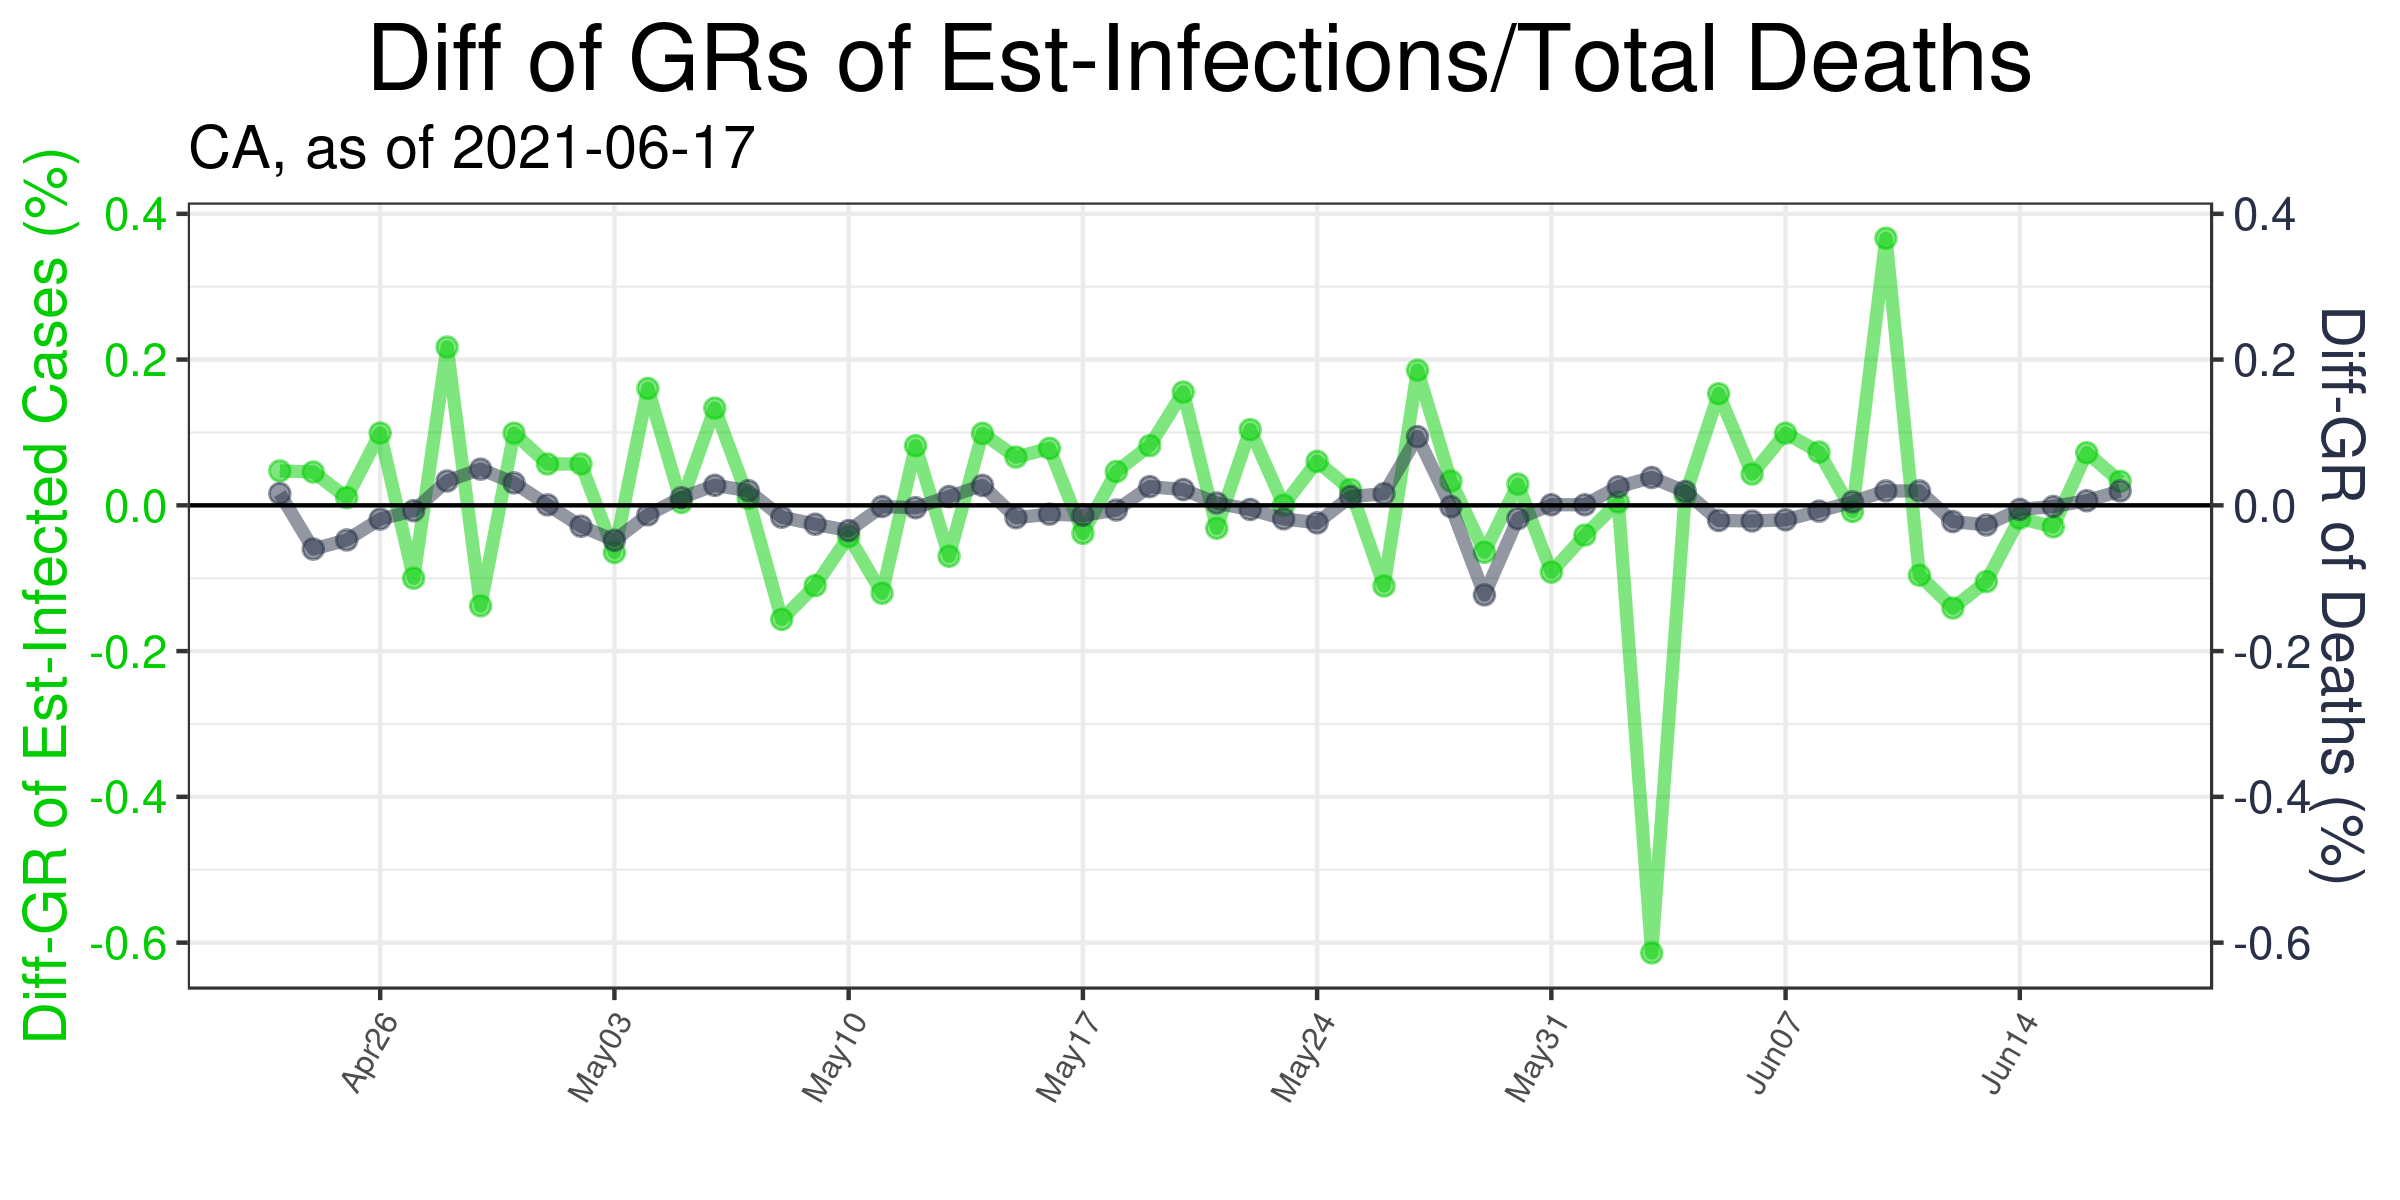 Diff of GRs of Est-Infections/Total Deaths
CA, as of 2021-06-17
Diff-GR of Est-Infected Cases (%)
0.4
0.2
0.0
-0.2
-0.4
-0.6
0.4
0.2
0.0
-0.2
-0.4
-0.6
Diff-GR of Deaths (%)
Apr26
May03
May10
May17
May24
May31
Jun07
Jun14